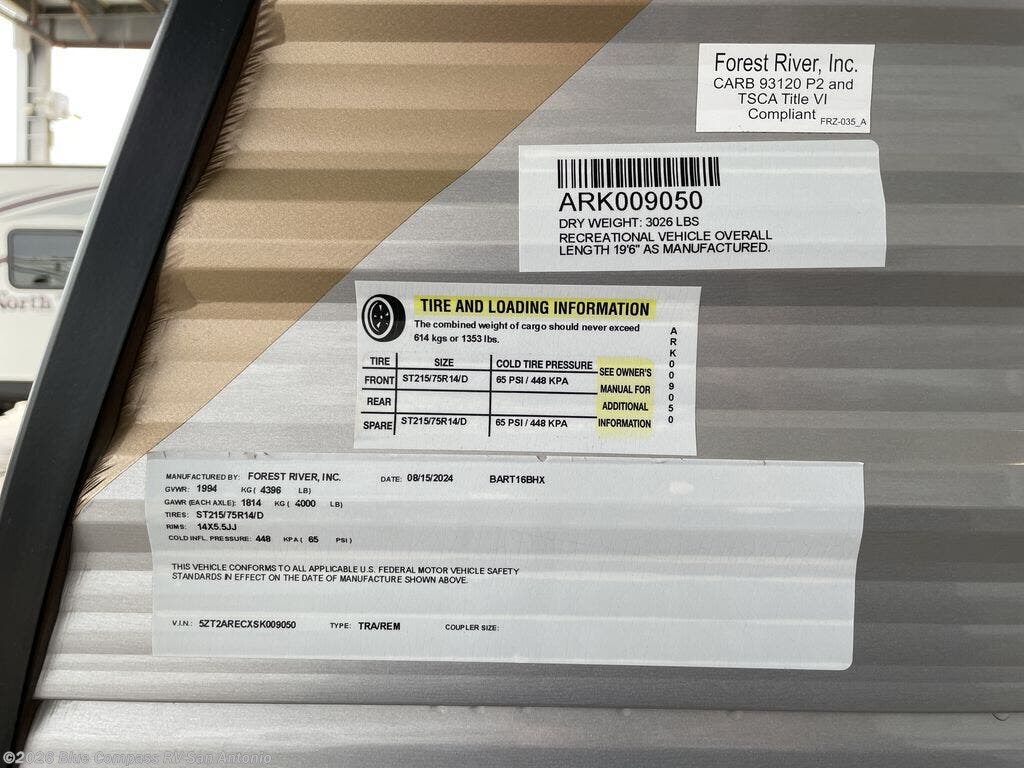 Forest River, Inc.
CARB 93120 P2 and
TSCA Title VI
Compliant FRZ-035_A
ARK009050
DRY WEIGHT: 3026 LBS
RECREATIONAL VEHICLE OVERALL
LENGTH 19'6" AS MANUFACTURED.
TIRE AND LOADING INFORMATION
The combined weight of cargo should never exceed
614 kgs or 1353 lbs.
TIRE SIZE COLD TIRE PRESSURE
FRONT ST215/75R14/D 65 PSI / 448 KPA
REAR
SPARE ST215/75R14/D 65 PSI / 448 KPA
SEE OWNER'S
MANUAL FOR
ADDITIONAL
INFORMATION
ARK009050
MANUFACTURED BY: FOREST RIVER, INC. DATE: 08/15/2024 BART16BHX
GVWR: 1994 KG ( 4396 LB)
GAWR (EACH AXLE): 1814 KG ( 4000 LB)
TIRES: ST215/75R14/D
RIMS: 14X5.5JJ
COLD INFL. PRESSURE: 448 KPA ( 65 PSI )
THIS VEHICLE CONFORMS TO ALL APPLICABLE U.S. FEDERAL MOTOR VEHICLE SAFETY
STANDARDS IN EFFECT ON THE DATE OF MANUFACTURE SHOWN ABOVE.
V.I.N.: 5ZT2ARECXSK009050 TYPE: TRA/REM COUPLER SIZE:
North
©2026 Blue Compass RV San Antonio